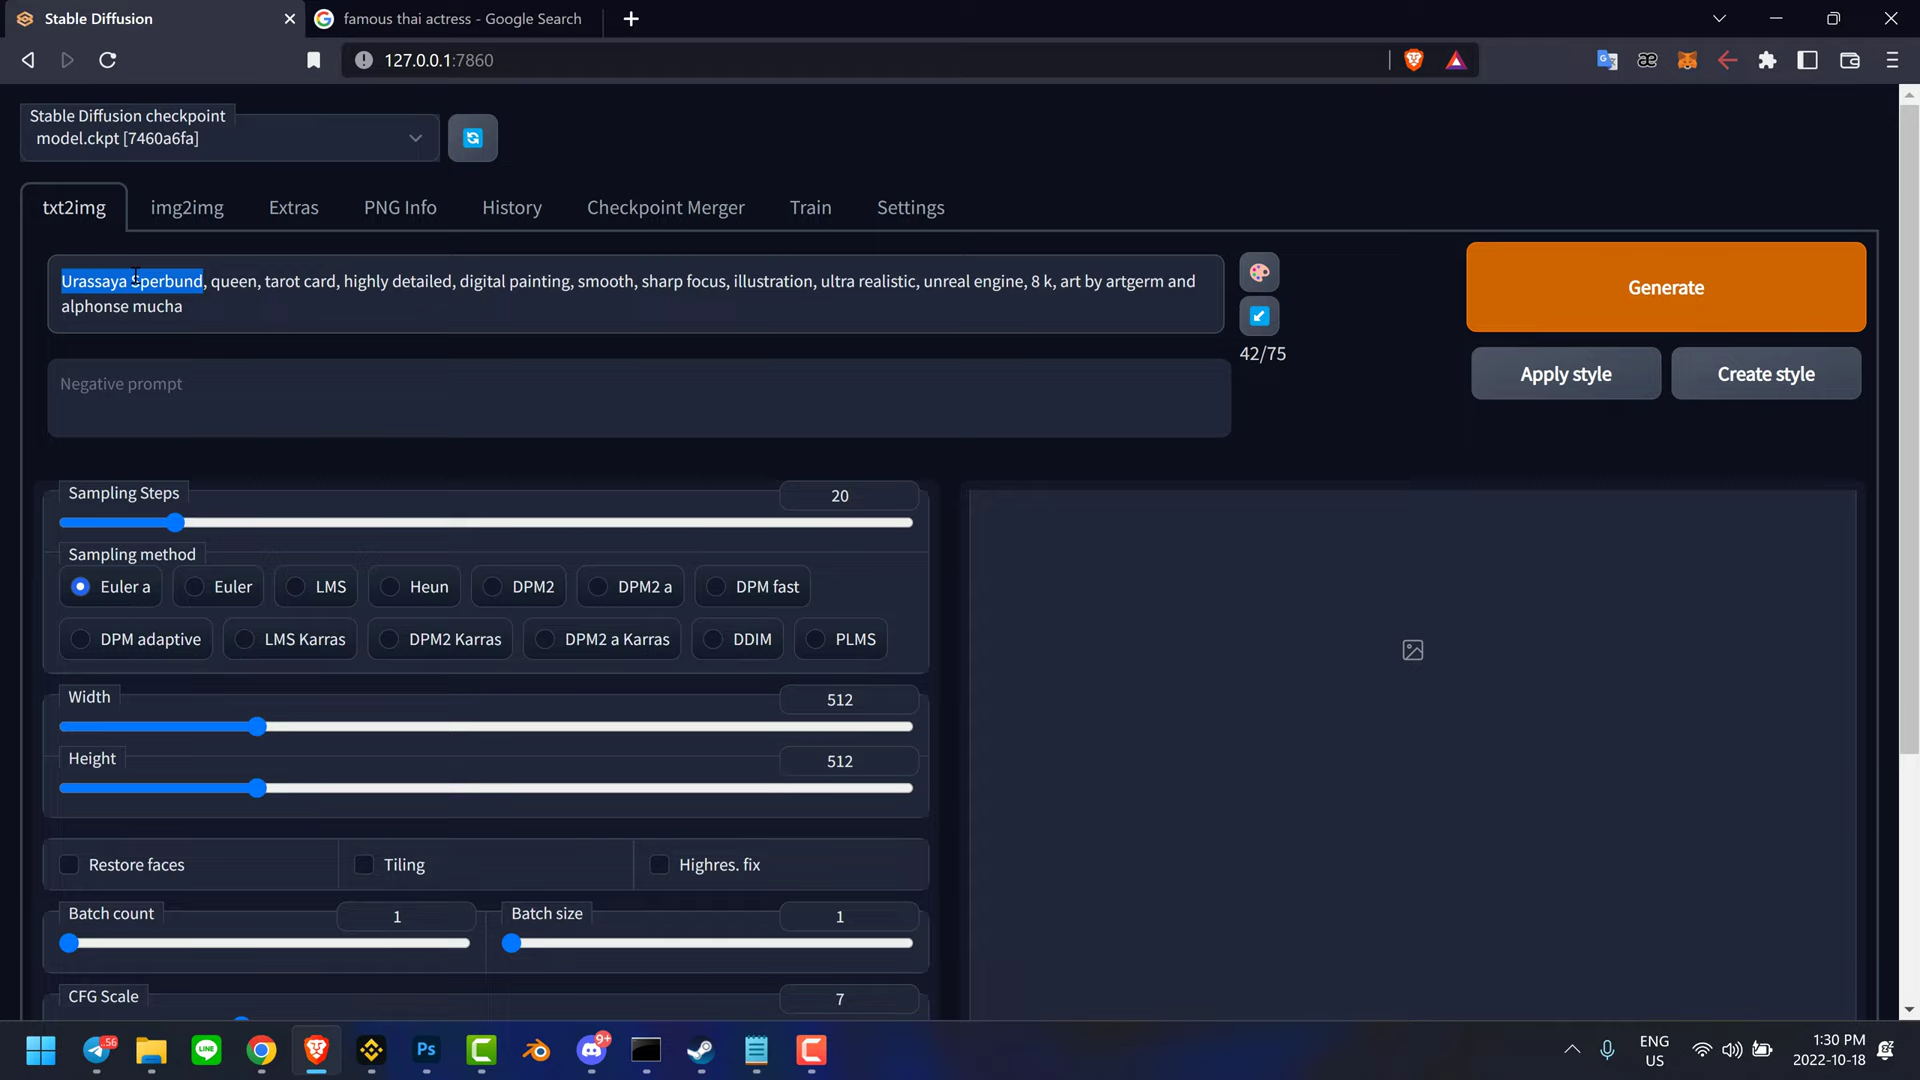 Stable Diffusion
famous thai actress - Google Search
127.0.0.1:7860
Stable Diffusion checkpoint
model.ckpt [7460a6fa]
txt2img img2img Extras PNG Info History Checkpoint Merger Train Settings
Urassaya Sperbund, queen, tarot card, highly detailed, digital painting, smooth, sharp focus, illustration, ultra realistic, unreal engine, 8 k, art by artgerm and
alphonse mucha
Generate
42/75
Negative prompt
Apply style Create style
Sampling Steps
20
Sampling method
Euler a Euler LMS Heun DPM2 DPM2 a DPM fast
DPM adaptive LMS Karras DPM2 Karras DPM2 a Karras DDIM PLMS
Width
512
Height
512
Restore faces Tiling Highres. fix
Batch count 1 Batch size 1
CFG Scale
7
.56
LINE
Ps
9+
ENG
US
1:30 PM
2022-10-18